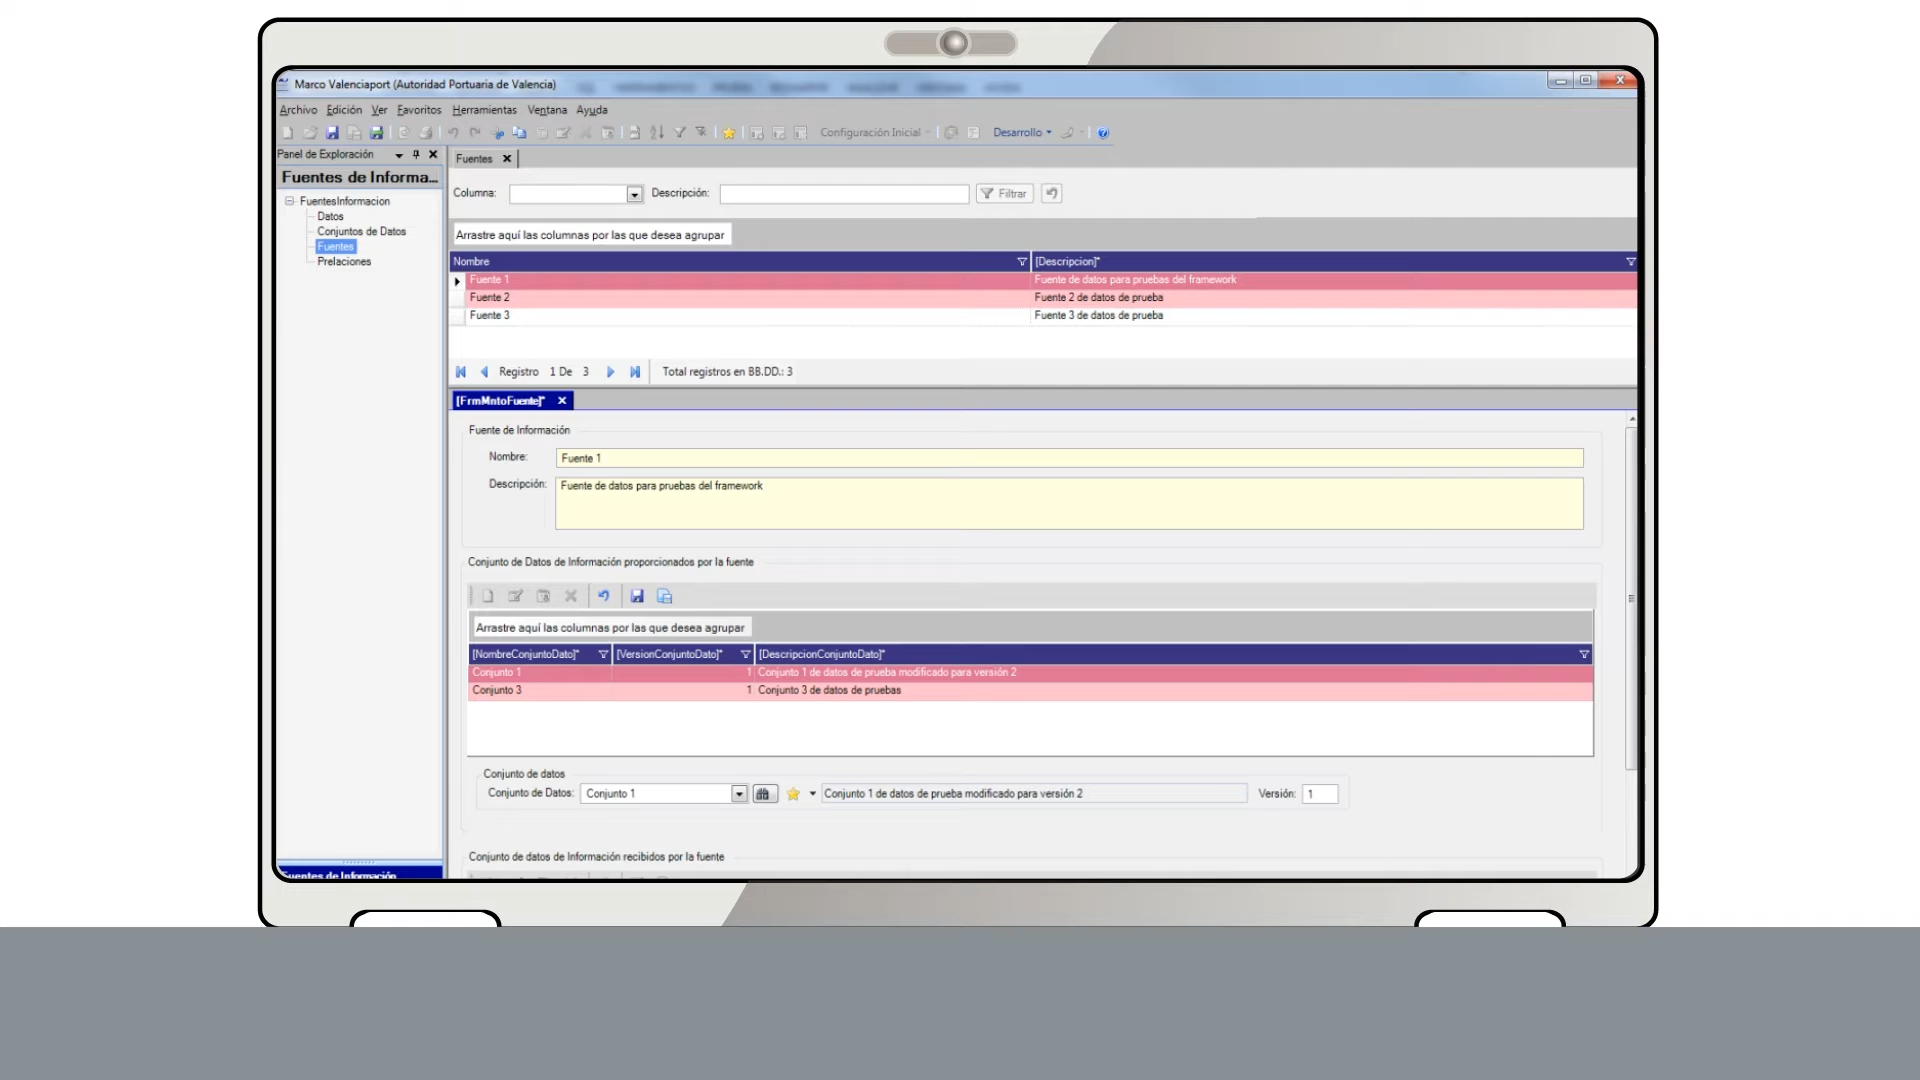 Marco Valenciaport (Autoridad Portuaria de Valencia)
Archivo Edición Ver Favoritos Herramientas Ventana Ayuda
Configuración Inicial Desarrollo
Panel de Exploración
Fuentes de Informa...
FuentesInformacion
Datos
Conjuntos de Datos
Fuentes
Prelaciones
Fuentes de Información
Fuentes
Columna: Descripción: Filtrar
Arrastre aquí las columnas por las que desea agrupar
Nombre [Descripcion]*
Fuente 1 Fuente de datos para pruebas del framework
Fuente 2 Fuente 2 de datos de prueba
Fuente 3 Fuente 3 de datos de prueba
Registro 1 De 3 Total registros en BB.DD.: 3
[FrmMntoFuente]*
Fuente de Información
Nombre: Fuente 1
Descripción: Fuente de datos para pruebas del framework
Conjunto de Datos de Información proporcionados por la fuente
Arrastre aquí las columnas por las que desea agrupar
[NombreConjuntoDato]* [VersionConjuntoDato]* [DescripcionConjuntoDato]*
Conjunto 1 1 Conjunto 1 de datos de prueba modificado para versión 2
Conjunto 3 1 Conjunto 3 de datos de pruebas
Conjunto de datos
Conjunto de Datos: Conjunto 1 Conjunto 1 de datos de prueba modificado para versión 2 Versión: 1
Conjunto de datos de Información recibidos por la fuente